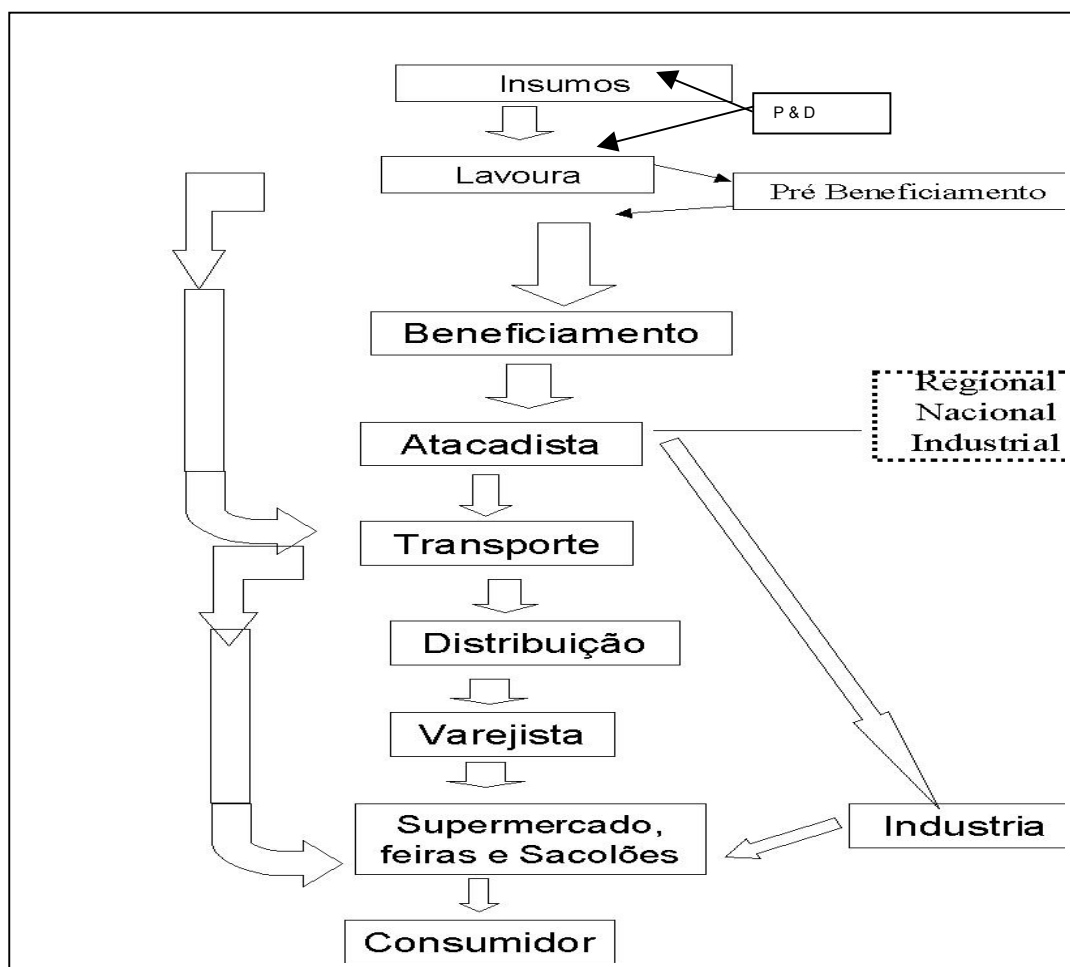 Insumos
P & D
Lavoura
Pré Beneficiamento
Beneficiamento
Regional
Nacional
Industrial
Atacadista
Transporte
Distribuição
Varejista
Supermercado,
feiras e Sacolões
Industria
Consumidor